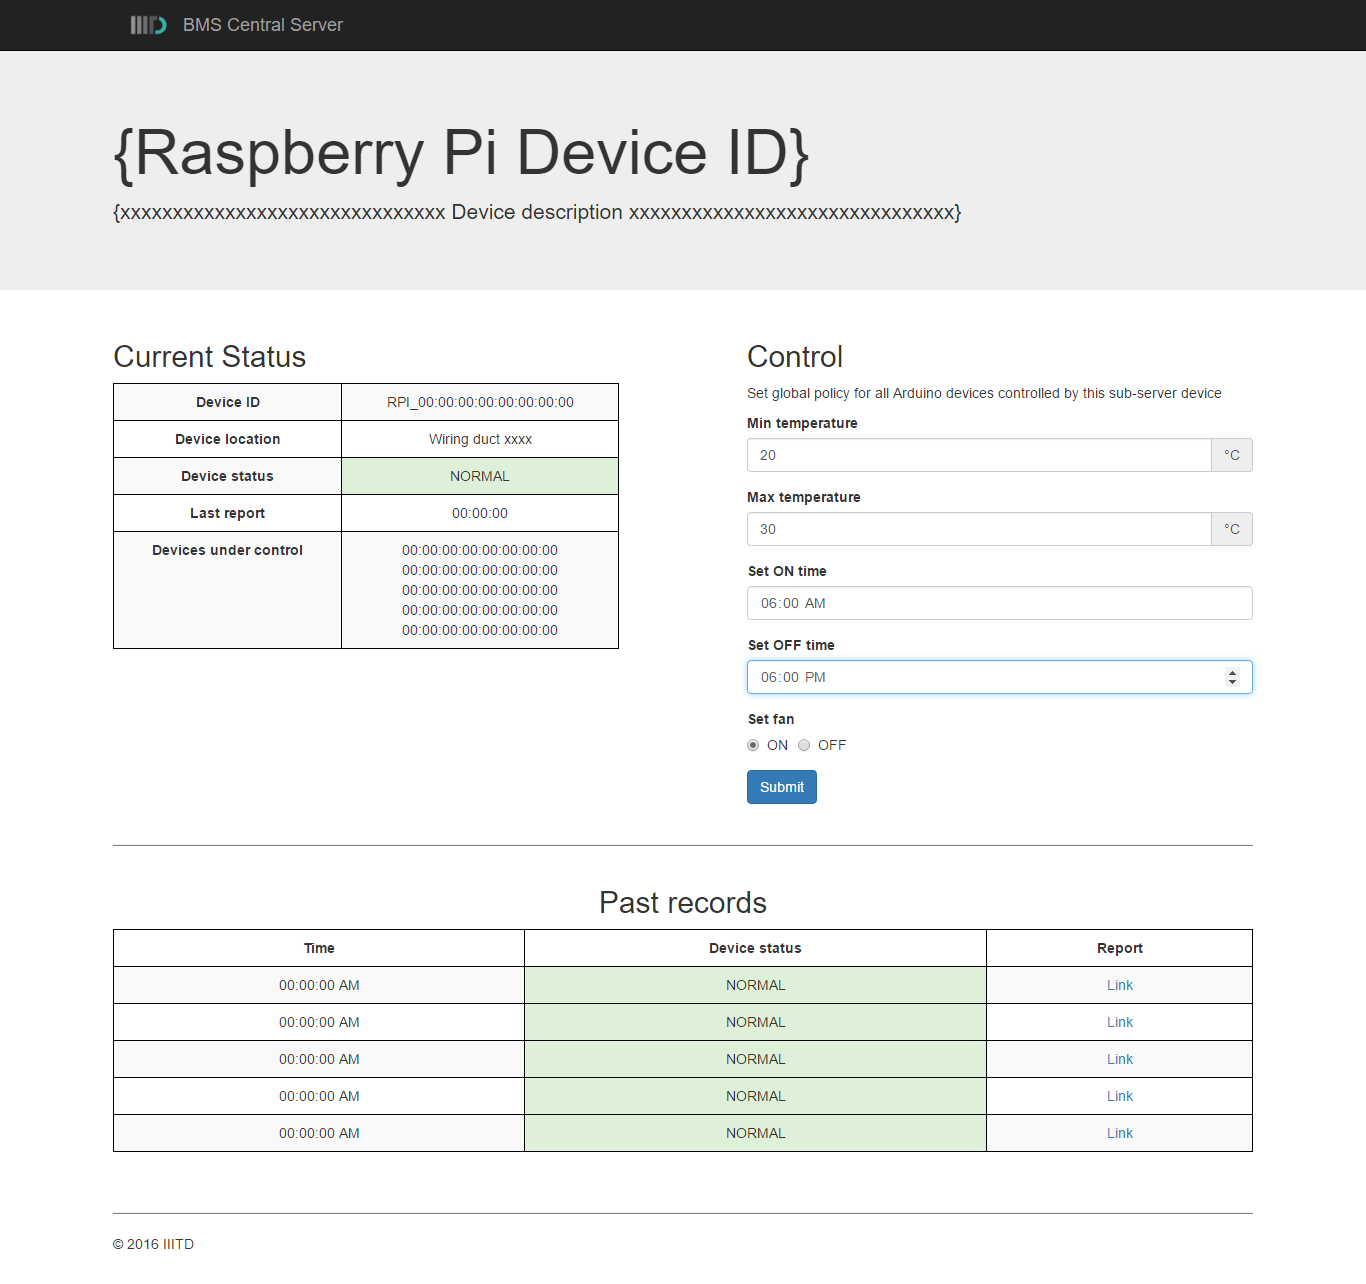 IIITD BMS Central Server
{Raspberry Pi Device ID}
{xxxxxxxxxxxxxxxxxxxxxxxxxxxxxxx Device description xxxxxxxxxxxxxxxxxxxxxxxxxxxxxxx}
Current Status
Device ID RPI_00:00:00:00:00:00:00:00
Device location Wiring duct xxxx
Device status NORMAL
Last report 00:00:00
Devices under control 00:00:00:00:00:00:00:00
00:00:00:00:00:00:00:00
00:00:00:00:00:00:00:00
00:00:00:00:00:00:00:00
00:00:00:00:00:00:00:00
Control
Set global policy for all Arduino devices controlled by this sub-server device
Min temperature
20 °C
Max temperature
30 °C
Set ON time
06:00 AM
Set OFF time
06:00 PM
Set fan
ON OFF
Submit
Past records
Time Device status Report
00:00:00 AM NORMAL Link
00:00:00 AM NORMAL Link
00:00:00 AM NORMAL Link
00:00:00 AM NORMAL Link
00:00:00 AM NORMAL Link
© 2016 IIITD